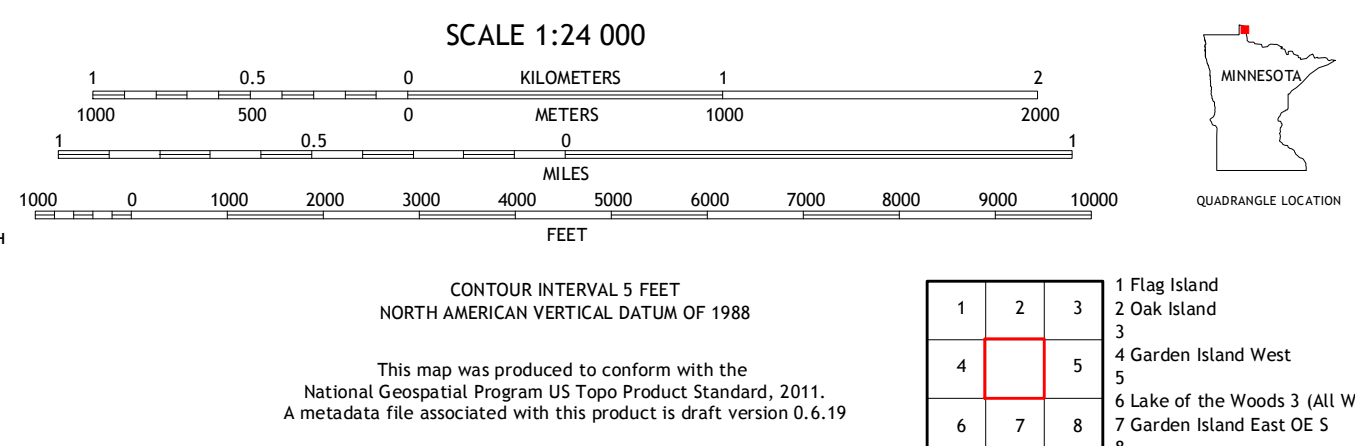 SCALE 1:24 000
1 0.5 0 KILOMETERS 1 2
1000 500 0 METERS 1000 2000
1 0.5 0 1
MILES
1000 0 1000 2000 3000 4000 5000 6000 7000 8000 9000 10000
FEET
MINNESOTA
QUADRANGLE LOCATION
CONTOUR INTERVAL 5 FEET
NORTH AMERICAN VERTICAL DATUM OF 1988
This map was produced to conform with the
National Geospatial Program US Topo Product Standard, 2011.
A metadata file associated with this product is draft version 0.6.19
1 2 3
4 5
6 7 8
1 Flag Island
2 Oak Island
3
4 Garden Island West
5
6 Lake of the Woods 3 (All W
7 Garden Island East OE S
8